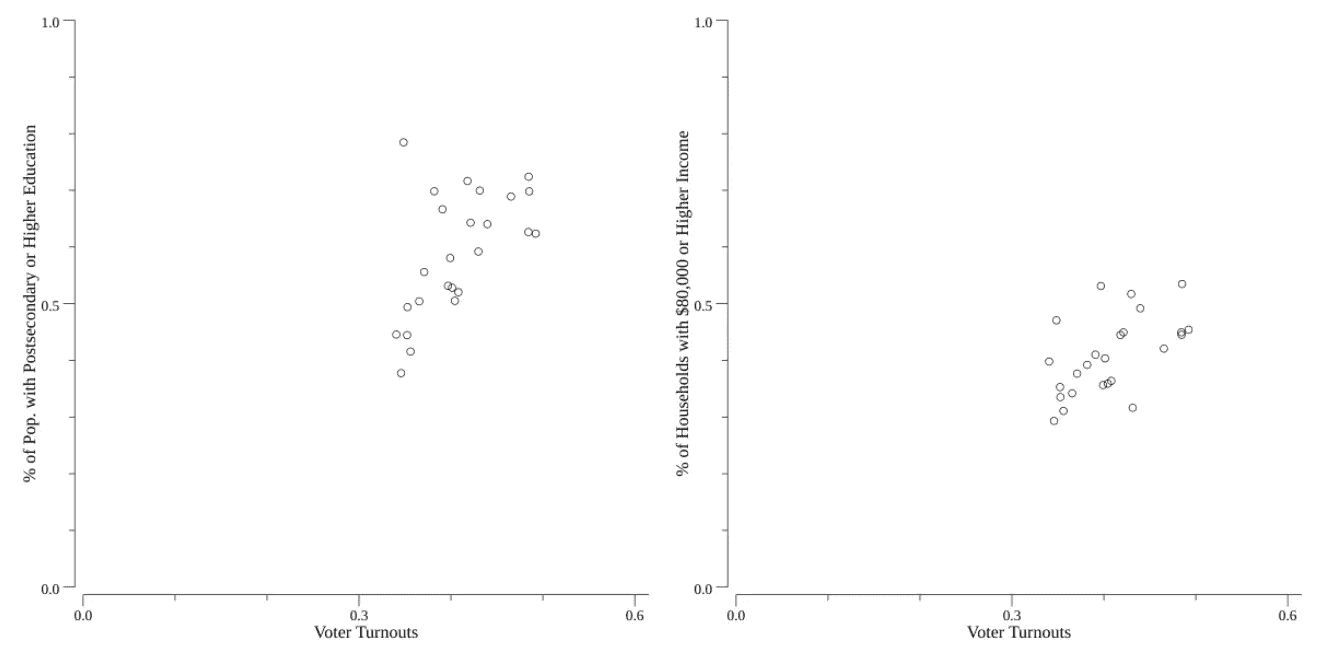 1.0
0.5
0.0
% of Pop. with Postsecondary or Higher Education
0.0 0.3 0.6
Voter Turnouts
1.0
0.5
0.0
% of Households with $80,000 or Higher Income
0.0 0.3 0.6
Voter Turnouts